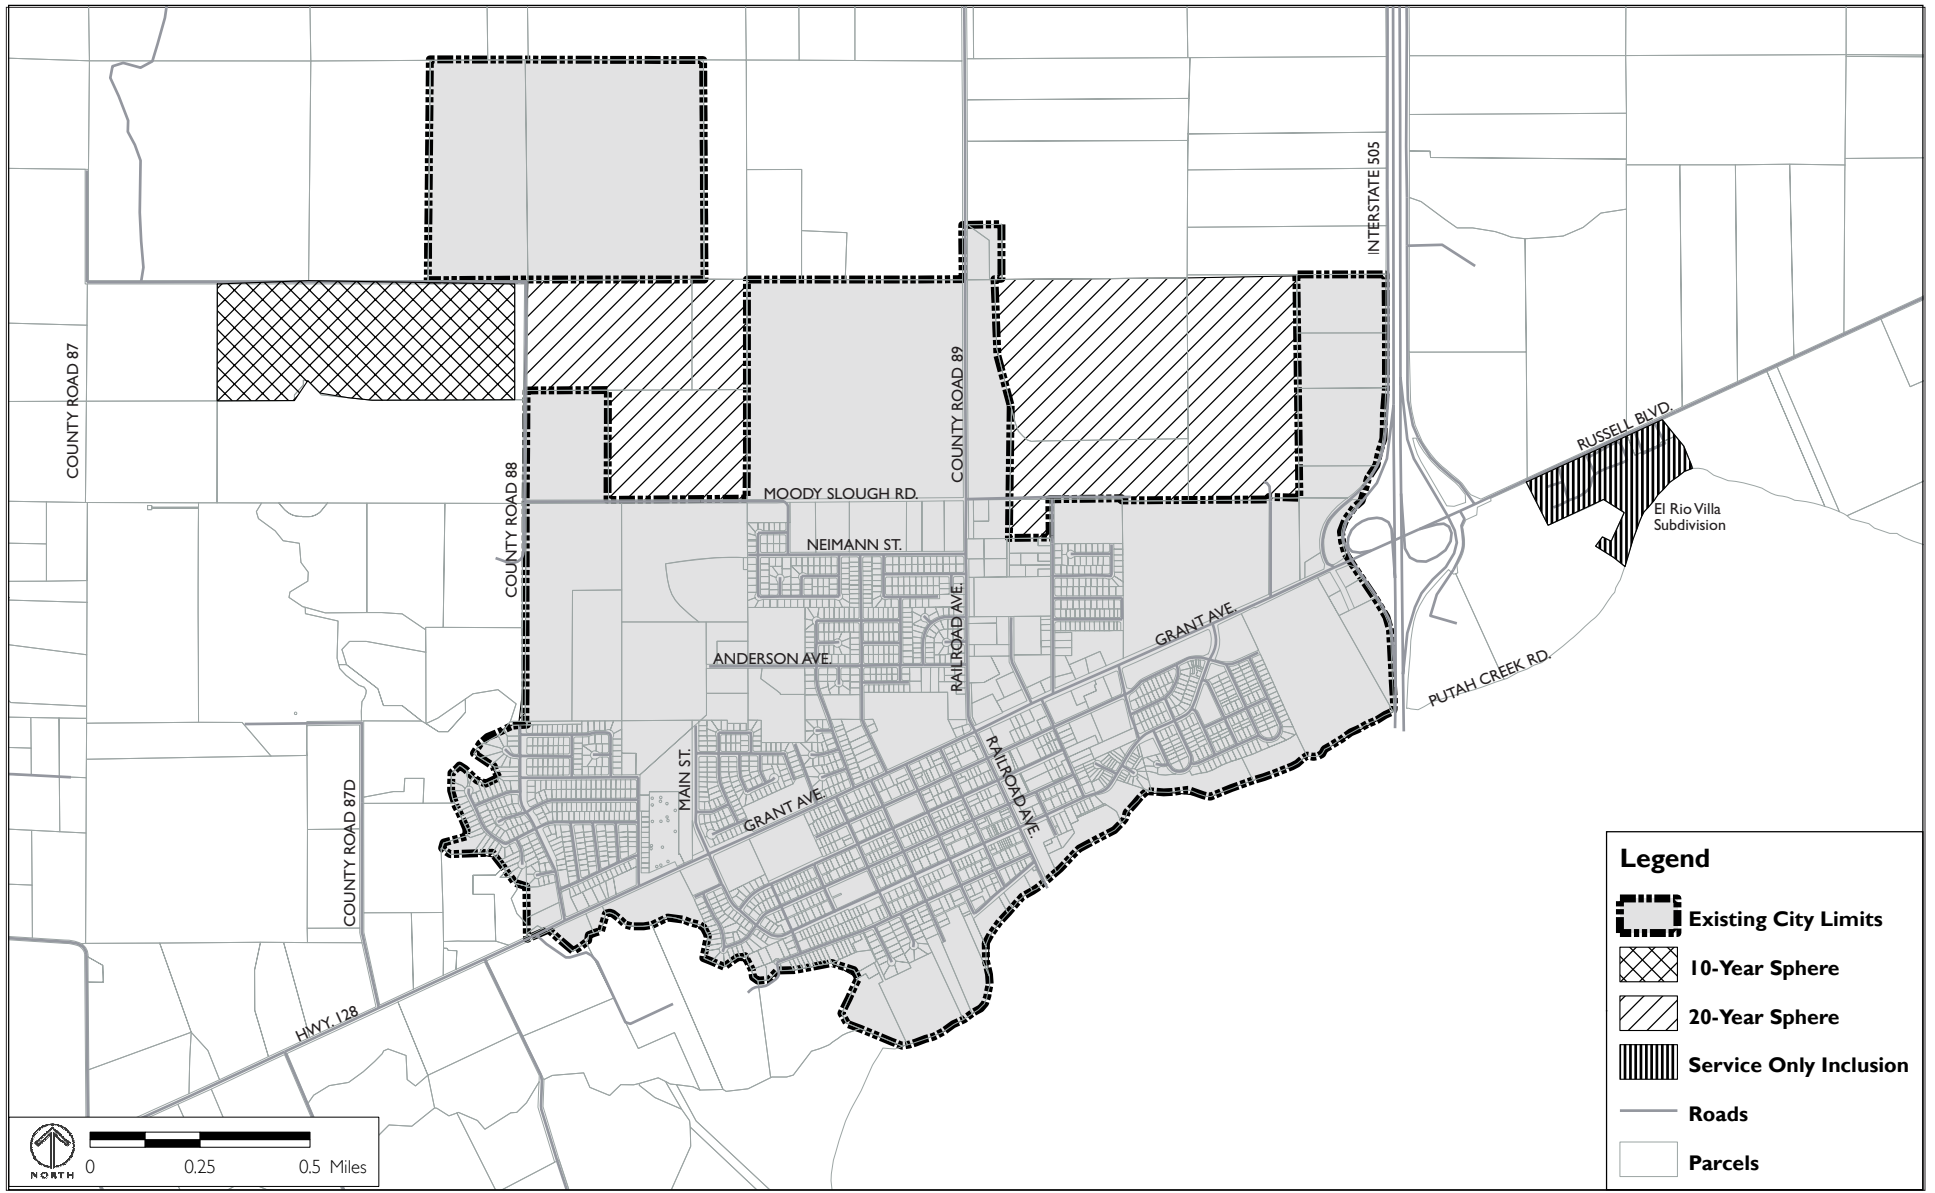 INTERSTATE 505
COUNTY ROAD 87
COUNTY ROAD 89
RUSSELL BLVD.
COUNTY ROAD 88
MOODY SLOUGH RD.
El Rio Villa
Subdivision
NEIMANN ST.
RAILROAD AVE.
GRANT AVE.
ANDERSON AVE.
PUTAH CREEK RD.
MAIN ST.
RAILROAD AVE.
GRANT AVE.
COUNTY ROAD 87D
HWY. 128
Legend
Existing City Limits
10-Year Sphere
20-Year Sphere
Service Only Inclusion
Roads
Parcels
NORTH
0 0.25 0.5 Miles